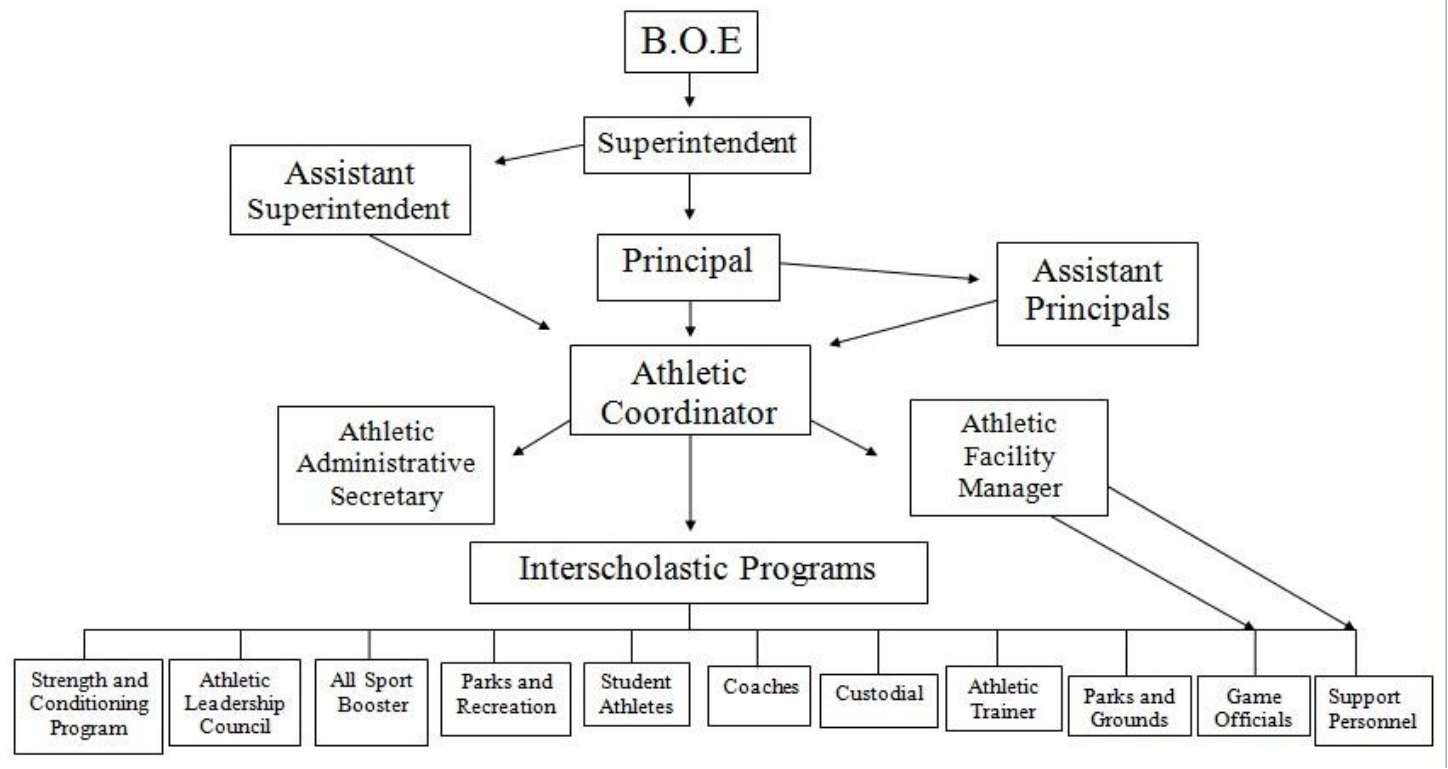 B.O.E
Superintendent
Assistant
Superintendent
Principal
Assistant
Principals
Athletic
Coordinator
Athletic
Administrative
Secretary
Athletic
Facility
Manager
Interscholastic Programs
Strength and
Conditioning
Program
Athletic
Leadership
Council
All Sport
Booster
Parks and
Recreation
Student
Athletes
Coaches
Custodial
Athletic
Trainer
Parks and
Grounds
Game
Officials
Support
Personnel